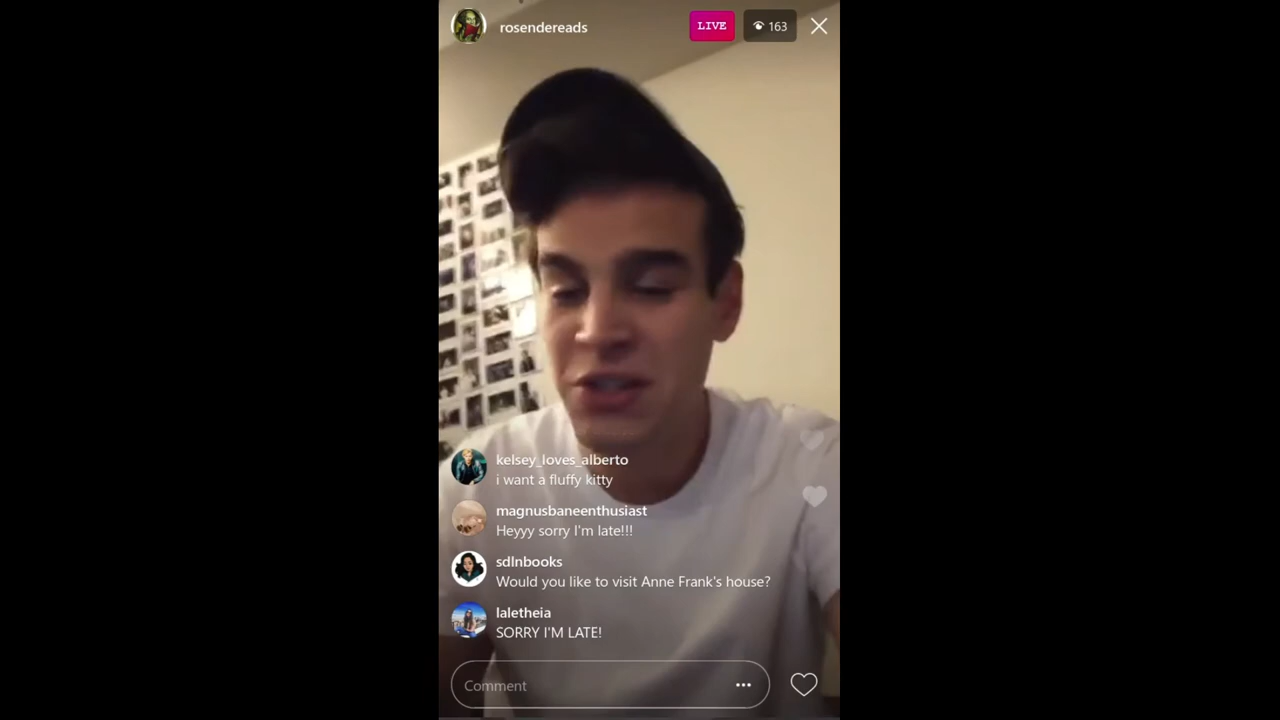 rosendereads
LIVE
163
kelsey_loves_alberto
i want a fluffy kitty
magnusbaneenthusiast
Heyyy sorry I'm late!!!
sdlnbooks
Would you like to visit Anne Frank's house?
laletheia
SORRY I'M LATE!
Comment